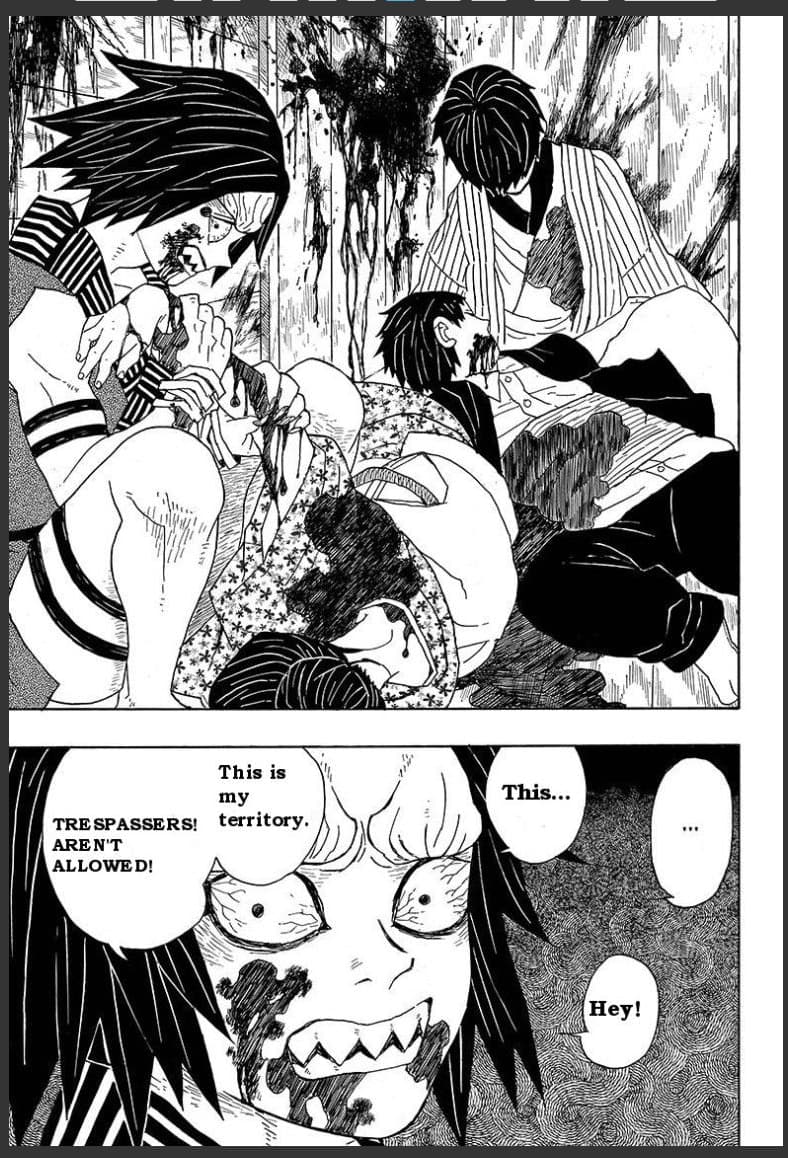 ...
Hey!
This...
This is
my
territory.
TRESPASSERS!
AREN'T
ALLOWED!